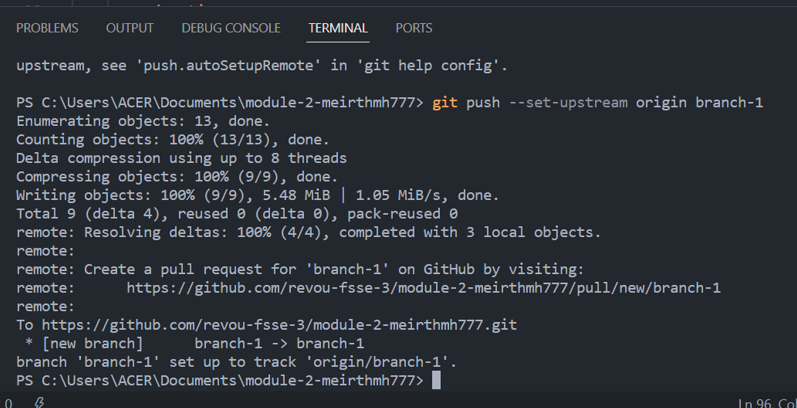 PROBLEMS OUTPUT DEBUG CONSOLE TERMINAL PORTS
upstream, see 'push.autoSetupRemote' in 'git help config'.
PS C:\Users\ACER\Documents\module-2-meirthmh777> git push --set-upstream origin branch-1
Enumerating objects: 13, done.
Counting objects: 100% (13/13), done.
Delta compression using up to 8 threads
Compressing objects: 100% (9/9), done.
Writing objects: 100% (9/9), 5.48 MiB | 1.05 MiB/s, done.
Total 9 (delta 4), reused 0 (delta 0), pack-reused 0
remote: Resolving deltas: 100% (4/4), completed with 3 local objects.
remote:
remote: Create a pull request for 'branch-1' on GitHub by visiting:
remote:      https://github.com/revou-fsse-3/module-2-meirthmh777/pull/new/branch-1
remote:
To https://github.com/revou-fsse-3/module-2-meirthmh777.git
 * [new branch]      branch-1 -> branch-1
branch 'branch-1' set up to track 'origin/branch-1'.
PS C:\Users\ACER\Documents\module-2-meirthmh777>
0 Ln 96, Col